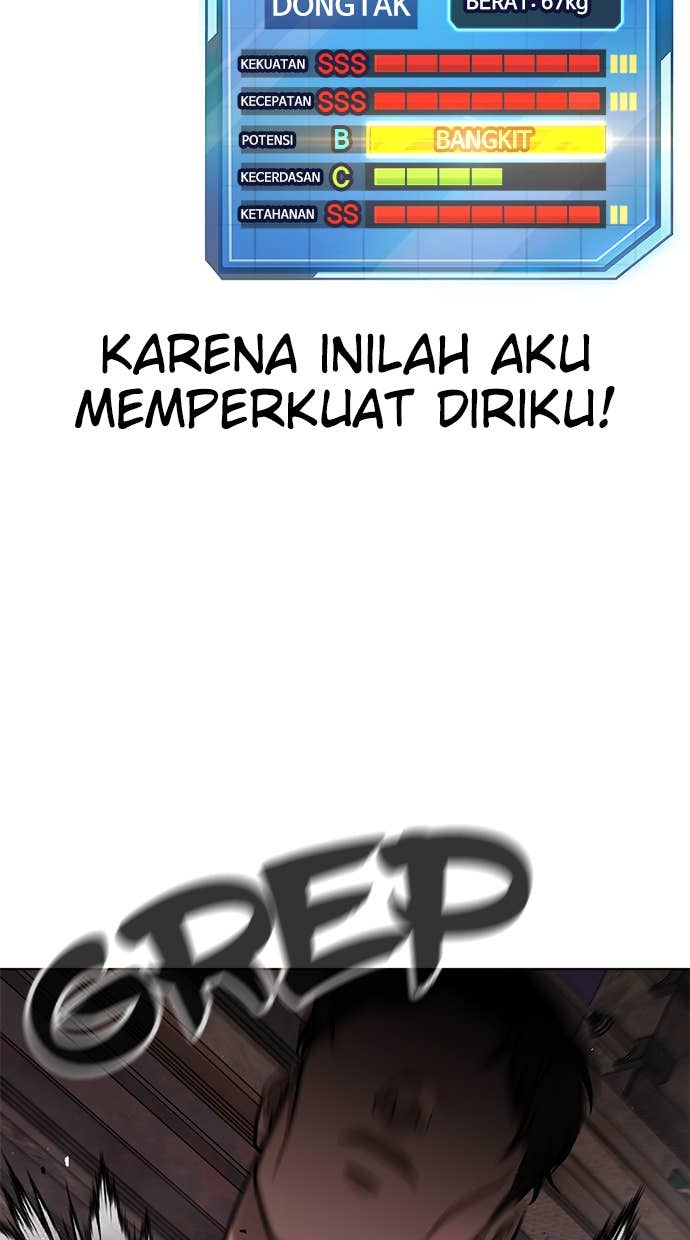 DONGTAK
BERAT: 67kg
KEKUATAN SSS
KECEPATAN SSS
POTENSI B BANGKIT
KECERDASAN C
KETAHANAN SS
KARENA INILAH AKU
MEMPERKUAT DIRIKU!
GREP